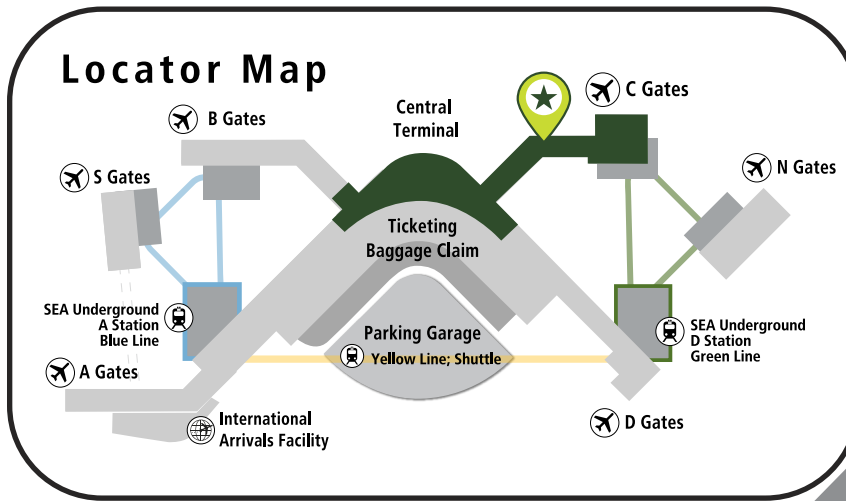 Locator Map
Central
Terminal
C Gates
B Gates
N Gates
S Gates
Ticketing
Baggage Claim
SEA Underground
A Station
Blue Line
Parking Garage
Yellow Line; Shuttle
SEA Underground
D Station
Green Line
A Gates
International
Arrivals Facility
D Gates